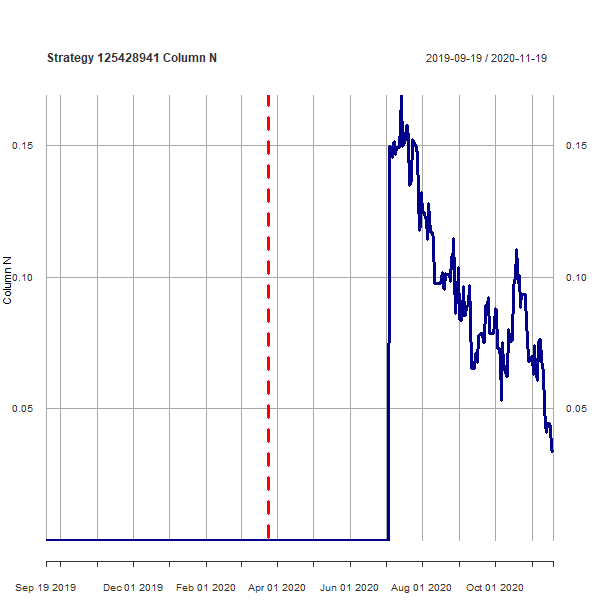 Strategy 125428941 Column N 2019-09-19 / 2020-11-19
0.15 0.15
0.10 0.10
Column N
0.05 0.05
Sep 19 2019 Dec 01 2019 Feb 01 2020 Apr 01 2020 Jun 01 2020 Aug 01 2020 Oct 01 2020